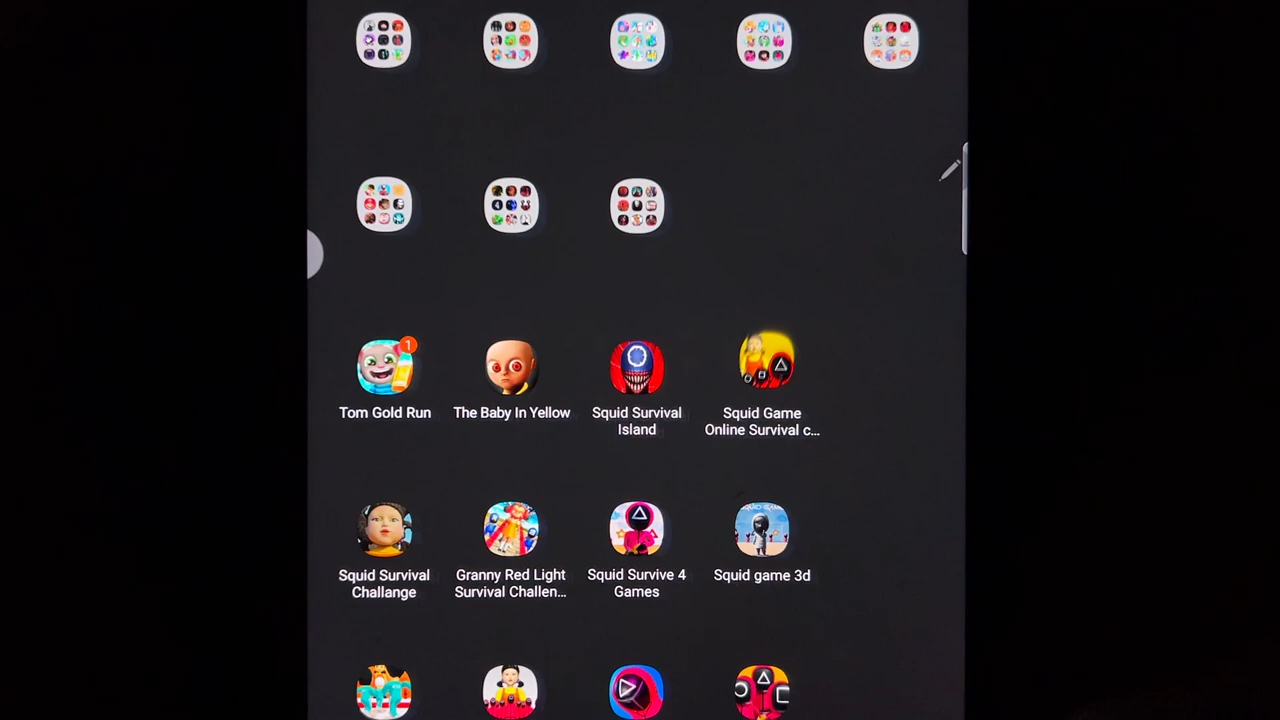 1
Tom Gold Run
The Baby In Yellow
Squid Survival
Island
Squid Game
Online Survival c...
Squid Survival
Challange
Granny Red Light
Survival Challen...
Squid Survive 4
Games
Squid game 3d